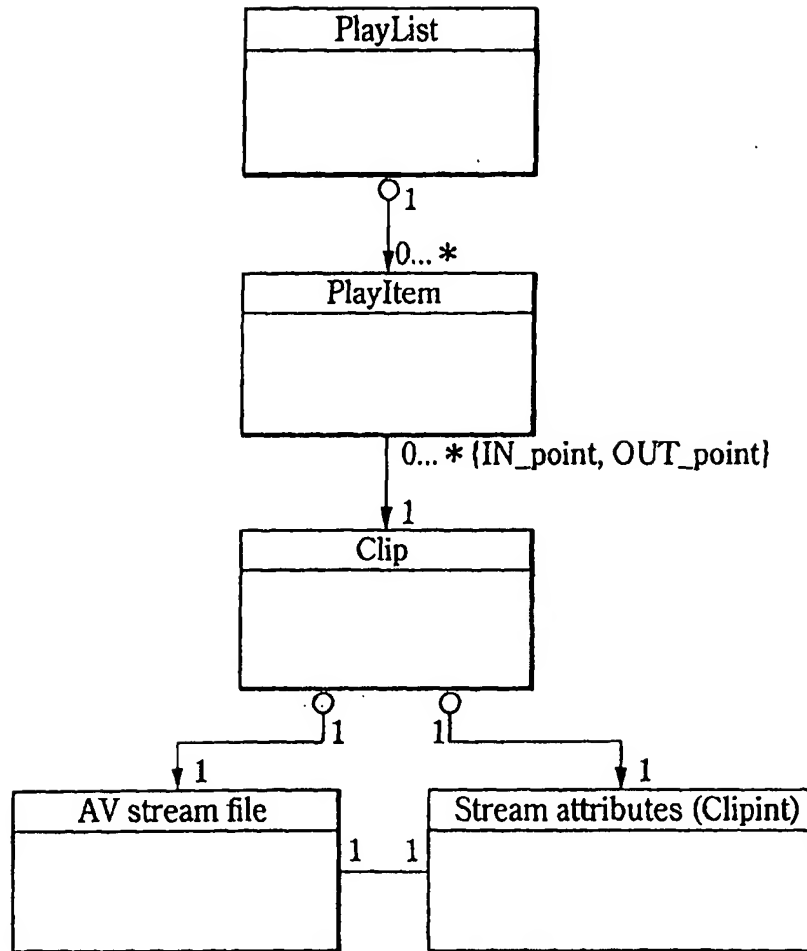 PlayList
1
0... *
PlayItem
0... * {IN_point, OUT_point}
1
Clip
1
1
1
1
AV stream file
Stream attributes (Clipint)
1
1